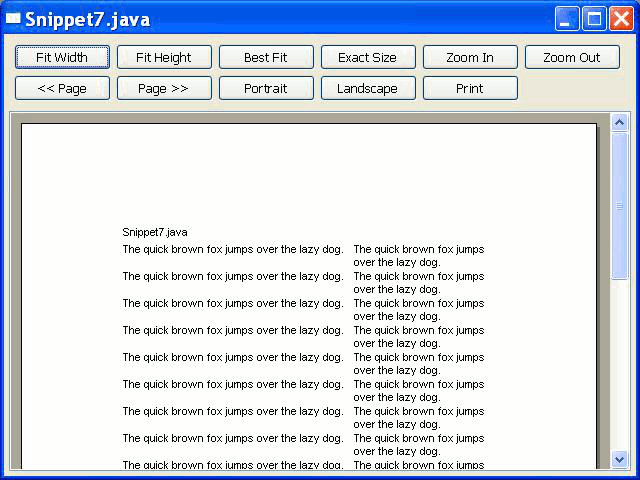 Snippet7.java
Fit Width Fit Height Best Fit Exact Size Zoom In Zoom Out
<< Page Page >> Portrait Landscape Print
Snippet7.java
The quick brown fox jumps over the lazy dog. The quick brown fox jumps
over the lazy dog.
The quick brown fox jumps over the lazy dog. The quick brown fox jumps
over the lazy dog.
The quick brown fox jumps over the lazy dog. The quick brown fox jumps
over the lazy dog.
The quick brown fox jumps over the lazy dog. The quick brown fox jumps
over the lazy dog.
The quick brown fox jumps over the lazy dog. The quick brown fox jumps
over the lazy dog.
The quick brown fox jumps over the lazy dog. The quick brown fox jumps
over the lazy dog.
The quick brown fox jumps over the lazy dog. The quick brown fox jumps
over the lazy dog.
The quick brown fox jumps over the lazy dog. The quick brown fox jumps
over the lazy dog.
The quick brown fox jumps over the lazy dog. The quick brown fox jumps